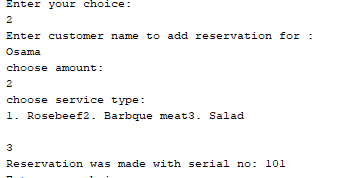 Enter your choice:
2
Enter customer name to add reservation for :
Osama
choose amount:
2
choose service type:
1. Rosebeef2. Barbque meat3. Salad
3
Reservation was made with serial no: 101